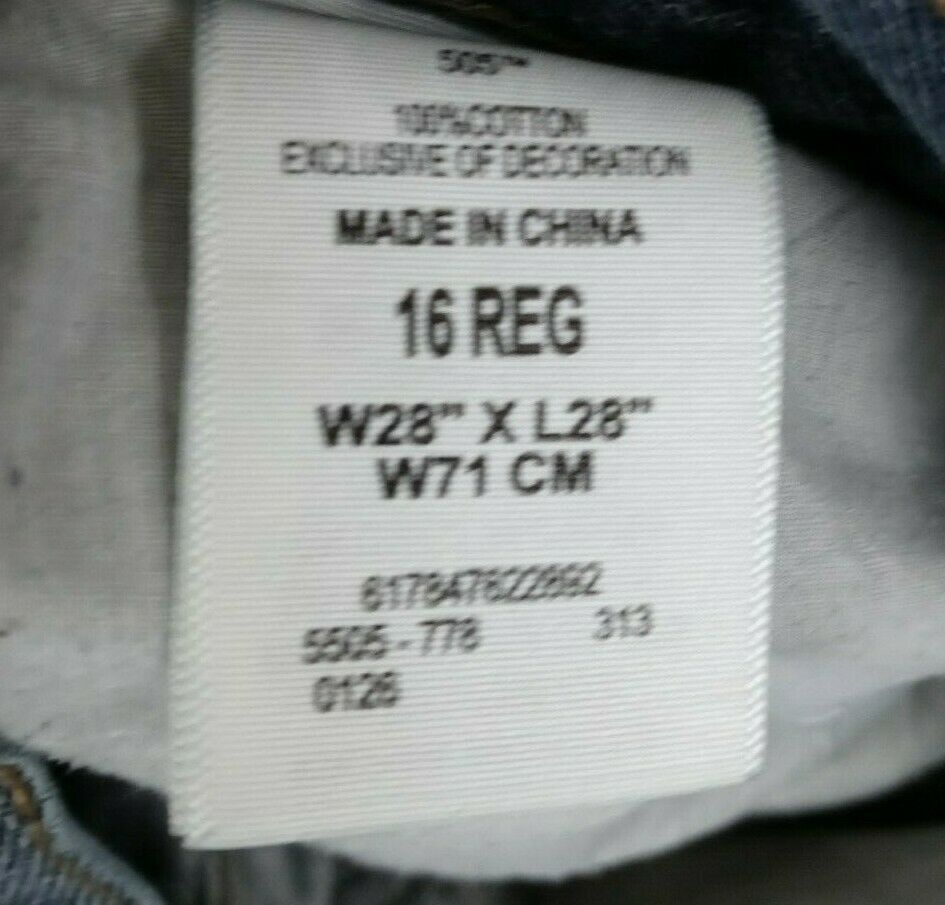 505™
100%COTTON
EXCLUSIVE OF DECORATION
MADE IN CHINA
16 REG
W28" X L28"
W71 CM
617847622892
5505-778 313
0126